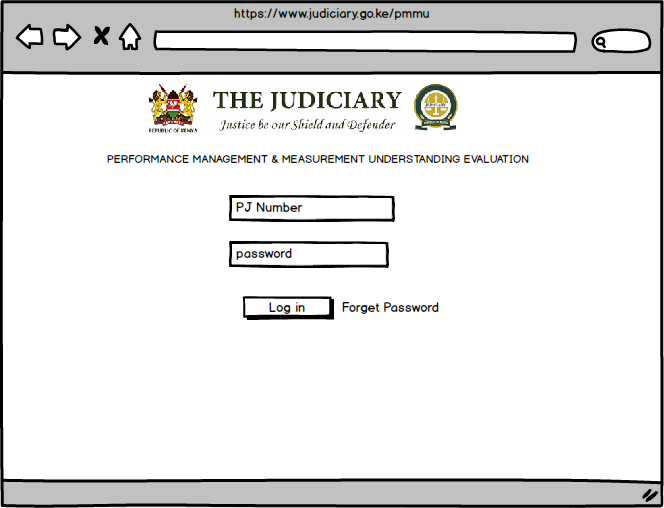 https://www.judiciary.go.ke/pmmu
THE JUDICIARY
Justice be our Shield and Defender
REPUBLIC OF KENYA
PERFORMANCE MANAGEMENT & MEASUREMENT UNDERSTANDING EVALUATION
PJ Number
password
Log in Forget Password